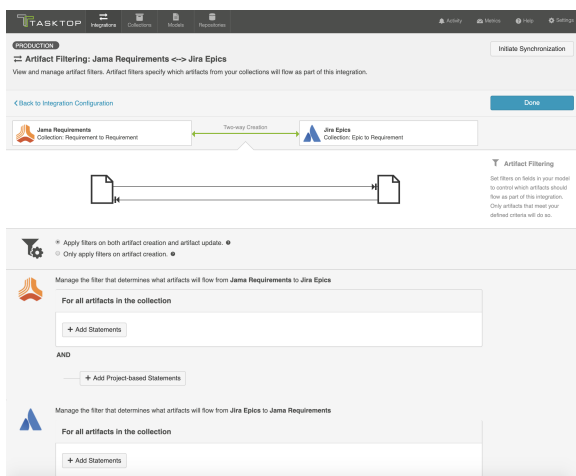 TASKTOP
Integrations
Collections
Models
Repositories
Activity
Metrics
Help
Settings
PRODUCTION
Artifact Filtering: Jama Requirements <--> Jira Epics
View and manage artifact filters. Artifact filters specify which artifacts from your collections will flow as part of this integration.
Initiate Synchronization
Back to Integration Configuration
Done
Jama Requirements
Collection: Requirement to Requirement
Two-way Creation
Jira Epics
Collection: Epic to Requirement
Artifact Filtering
Set filters on fields in your model
to control which artifacts should
flow as part of this integration.
Only artifacts that meet your
defined criteria will do so.
Apply filters on both artifact creation and artifact update.
Only apply filters on artifact creation.
Manage the filter that determines what artifacts will flow from Jama Requirements to Jira Epics
For all artifacts in the collection
+ Add Statements
AND
+ Add Project-based Statements
Manage the filter that determines what artifacts will flow from Jira Epics to Jama Requirements
For all artifacts in the collection
+ Add Statements